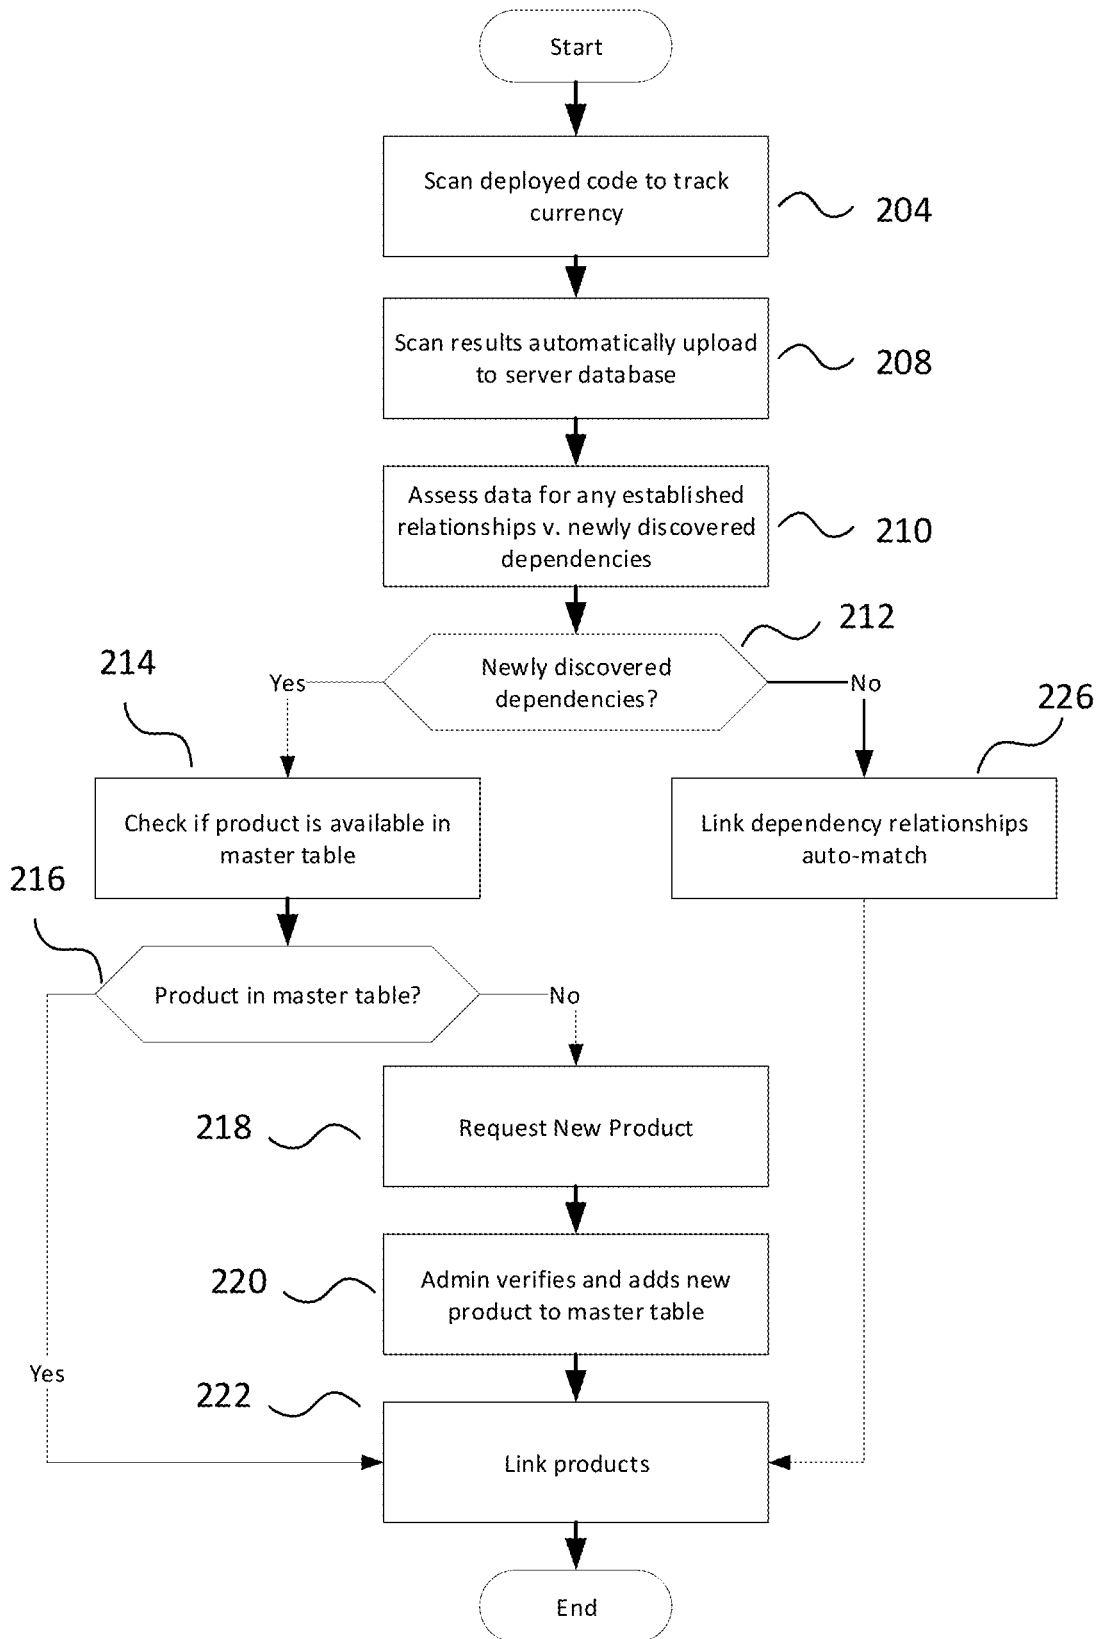 Start
Scan deployed code to track
currency
204
Scan results automatically upload
to server database
208
Assess data for any established
relationships v. newly discovered
dependencies
210
212
Newly discovered
dependencies?
Yes
No
214
226
Check if product is available in
master table
Link dependency relationships
auto-match
216
Product in master table?
No
218
Request New Product
220
Admin verifies and adds new
product to master table
Yes
222
Link products
End